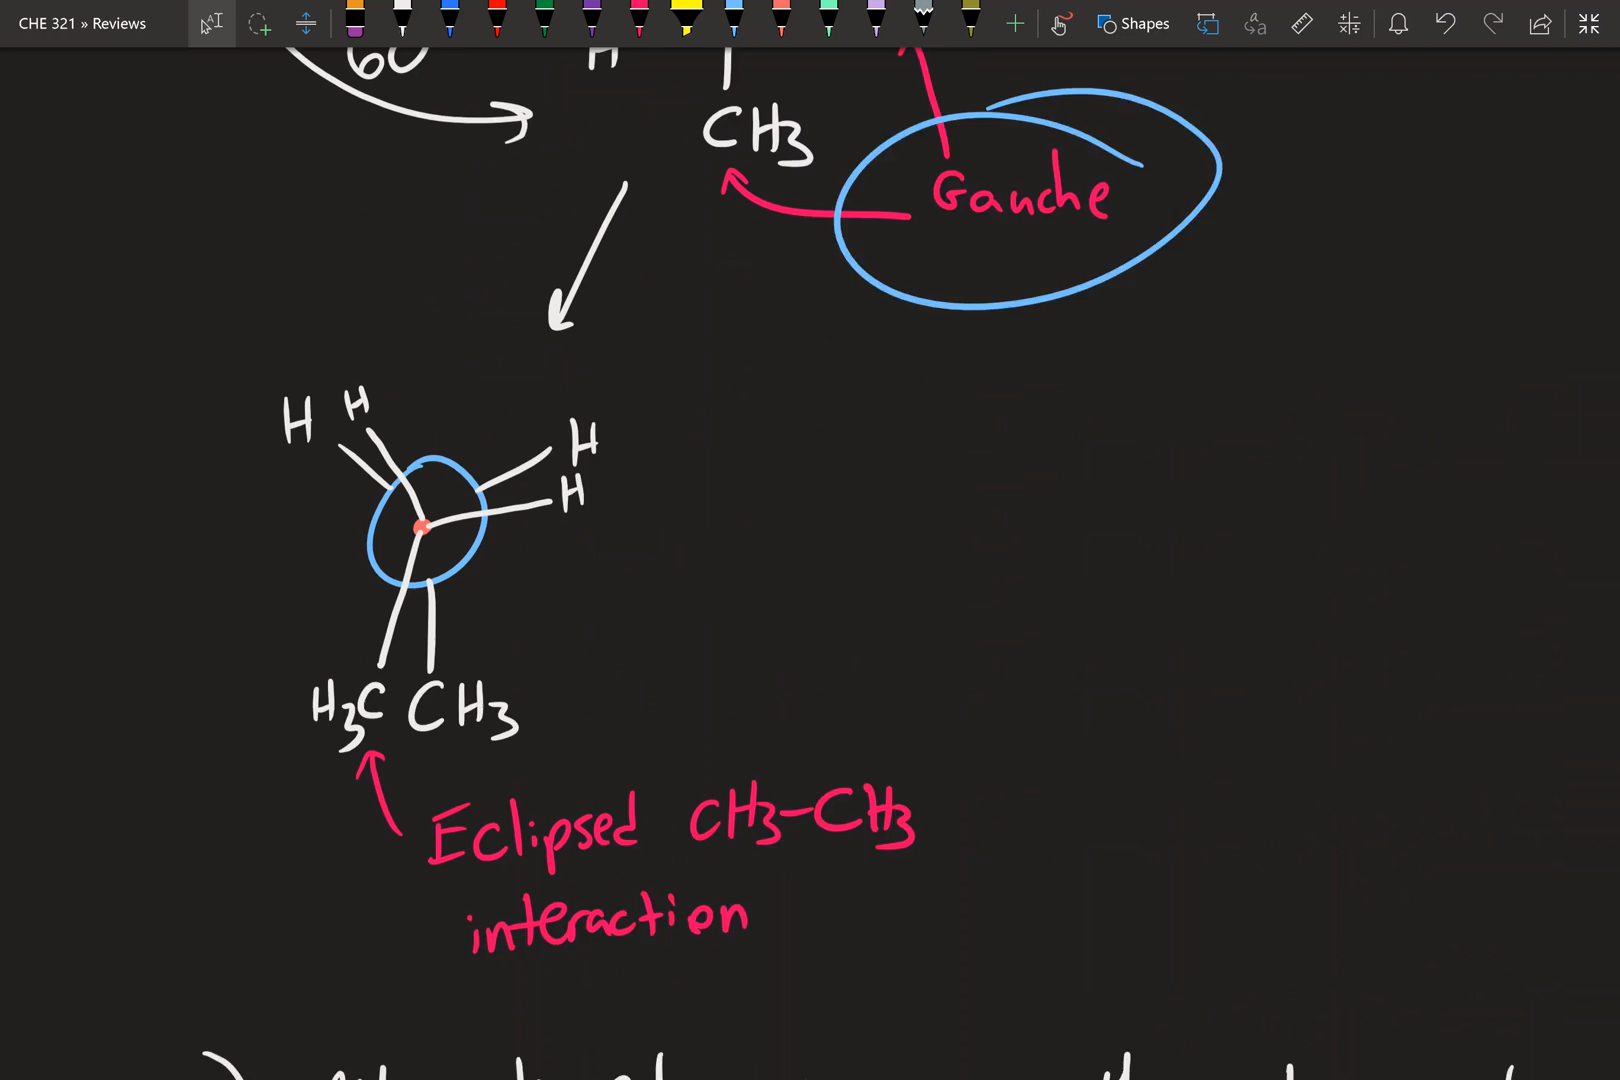 CHE 321 » Reviews
Shapes
60
H
CH3
Gauche
H H
H
H
H3C CH3
Eclipsed CH3-CH3
interaction